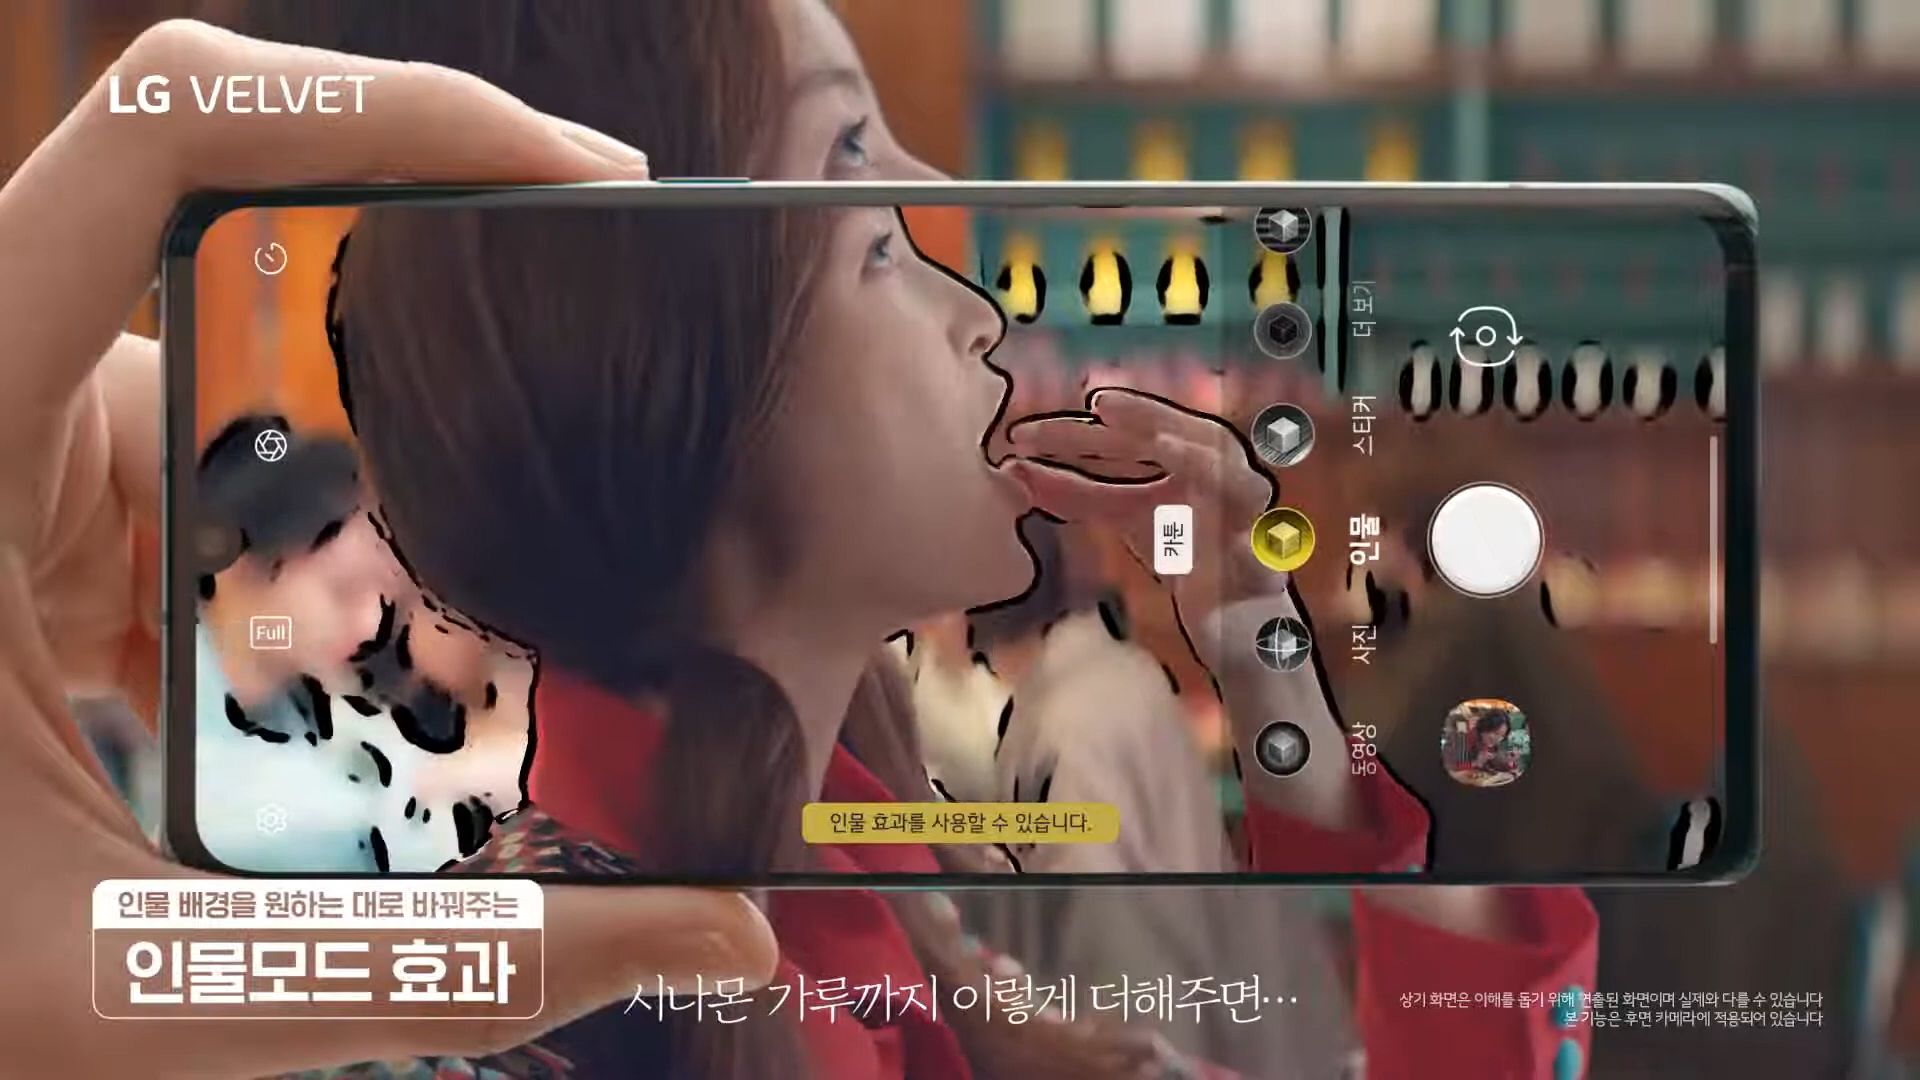 LG VELVET
더 보기
스티커
카툰
인물
Full
사진
동영상
인물 효과를 사용할 수 있습니다.
인물 배경을 원하는 대로 바꿔주는
인물모드 효과
시나몬 가루까지 이렇게 더해주면…
상기 화면은 이해를 돕기 위해 연출된 화면이며 실제와 다를 수 있습니다
본 기능은 후면 카메라에 적용되어 있습니다